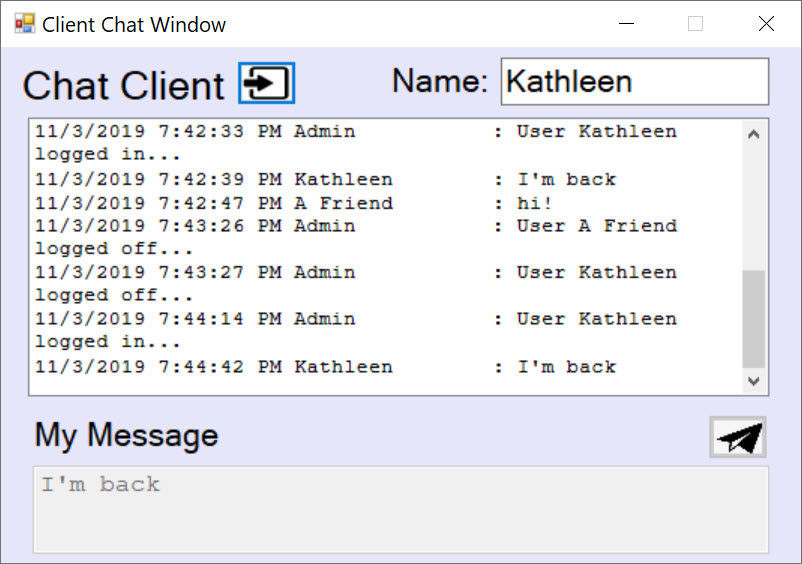 Client Chat Window
Chat Client Name: Kathleen
11/3/2019 7:42:33 PM Admin : User Kathleen
logged in...
11/3/2019 7:42:39 PM Kathleen : I'm back
11/3/2019 7:42:47 PM A Friend : hi!
11/3/2019 7:43:26 PM Admin : User A Friend
logged off...
11/3/2019 7:43:27 PM Admin : User Kathleen
logged off...
11/3/2019 7:44:14 PM Admin : User Kathleen
logged in...
11/3/2019 7:44:42 PM Kathleen : I'm back
My Message
I'm back